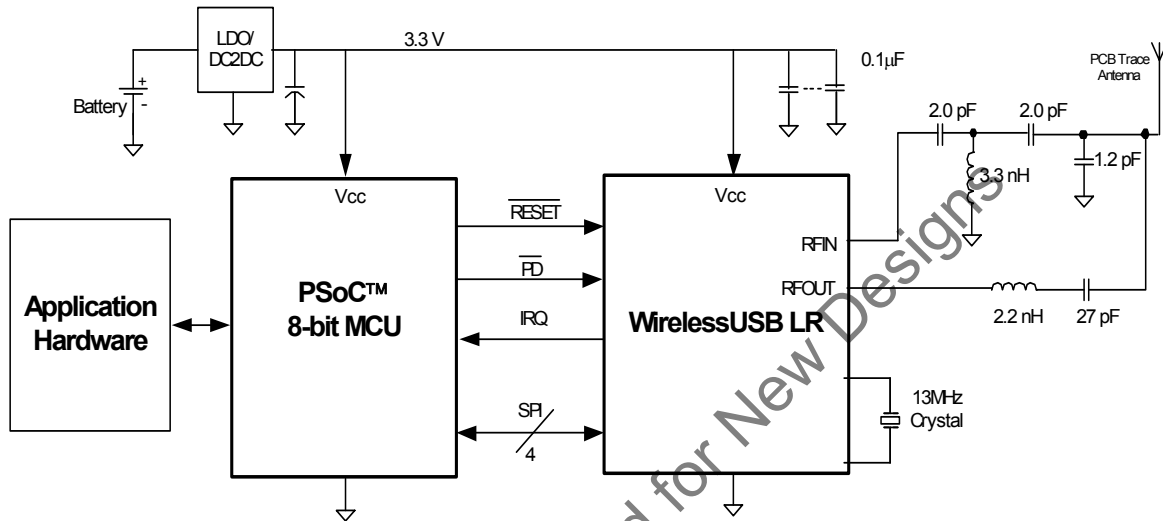 LDO/
DC2DC
3.3 V
0.1µF
PCB Trace
Antenna
+
-
Battery
2.0 pF
2.0 pF
1.2 pF
3.3 nH
Vcc
Vcc
RESET
RFIN
PD
PSoC™
8-bit MCU
RFOUT
Application
Hardware
IRQ
WirelessUSB LR
2.2 nH
27 pF
SPI
4
13MHz
Crystal
d for New Designs